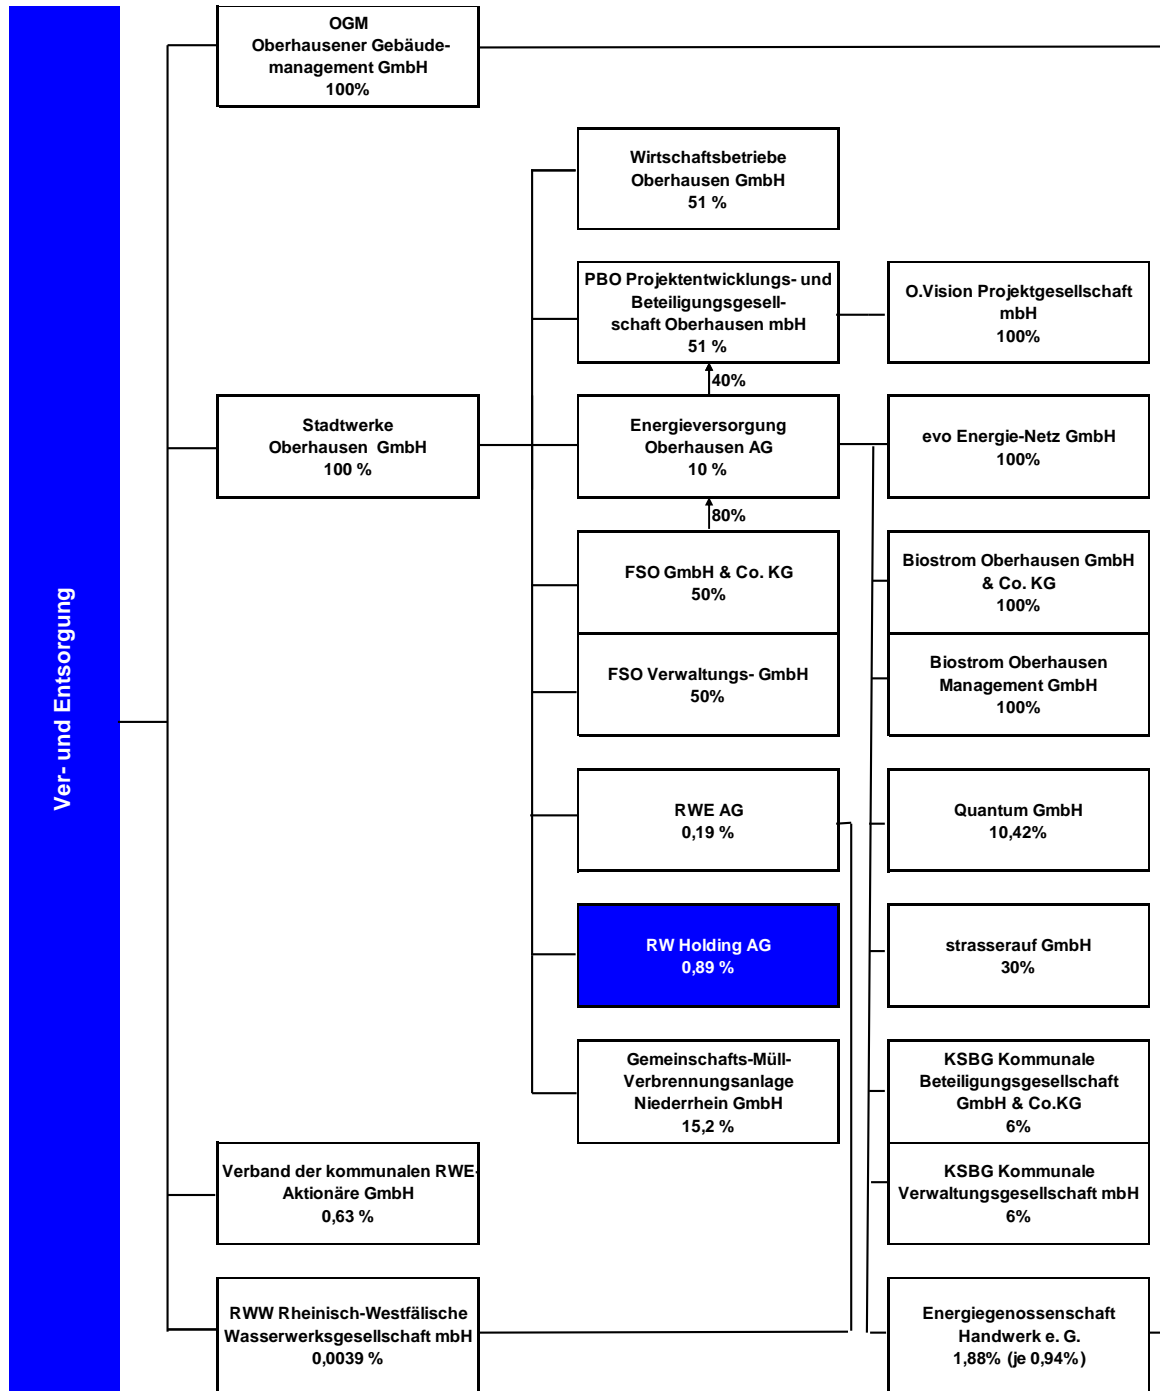 Ver- und Entsorgung
OGM
Oberhausener Gebäude-
management GmbH
100%
Stadtwerke
Oberhausen GmbH
100 %
Verband der kommunalen RWE-
Aktionäre GmbH
0,63 %
RWW Rheinisch-Westfälische
Wasserwerksgesellschaft mbH
0,0039 %
Wirtschaftsbetriebe
Oberhausen GmbH
51 %
PBO Projektentwicklungs- und
Beteiligungsgesell-
schaft Oberhausen mbH
51 %
40%
Energieversorgung
Oberhausen AG
10 %
80%
FSO GmbH & Co. KG
50%
FSO Verwaltungs- GmbH
50%
RWE AG
0,19 %
RW Holding AG
0,89 %
Gemeinschafts-Müll-
Verbrennungsanlage
Niederrhein GmbH
15,2 %
O.Vision Projektgesellschaft
mbH
100%
evo Energie-Netz GmbH
100%
Biostrom Oberhausen GmbH
& Co. KG
100%
Biostrom Oberhausen
Management GmbH
100%
Quantum GmbH
10,42%
strasserauf GmbH
30%
KSBG Kommunale
Beteiligungsgesellschaft
GmbH & Co.KG
6%
KSBG Kommunale
Verwaltungsgesellschaft mbH
6%
Energiegenossenschaft
Handwerk e. G.
1,88% (je 0,94%)